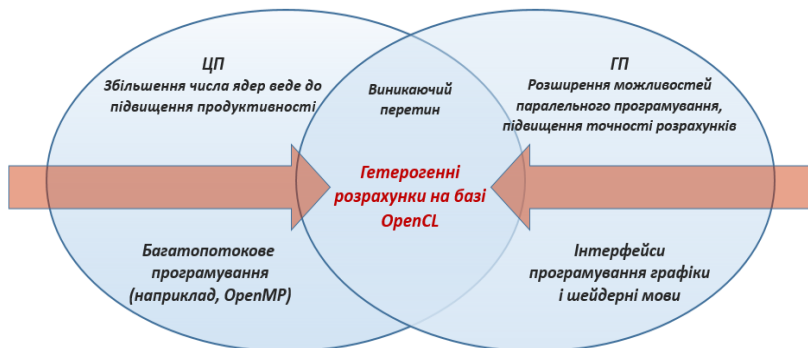 ЦП
Збільшення числа ядер веде до
підвищення продуктивності
Виникаючий
перетин
ГП
Розширення можливостей
паралельного програмування,
підвищення точності розрахунків
Гетерогенні
розрахунки на базі
OpenCL
Багатопотокове
програмування
(наприклад, OpenMP)
Інтерфейси
програмування графіки
і шейдерні мови